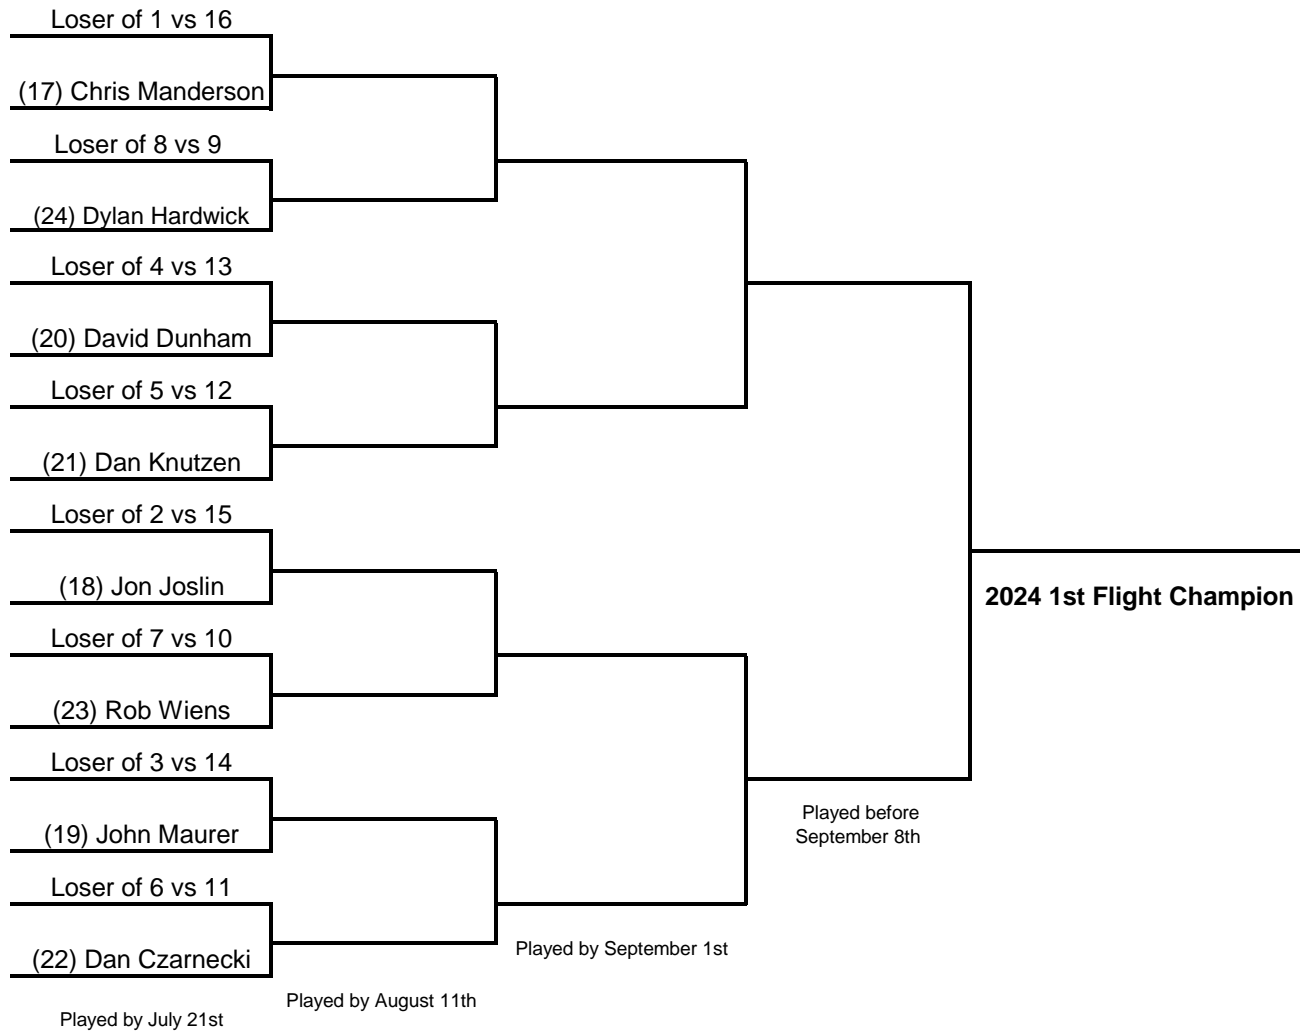 Loser of 1 vs 16
(17) Chris Manderson
Loser of 8 vs 9
(24) Dylan Hardwick
Loser of 4 vs 13
(20) David Dunham
Loser of 5 vs 12
(21) Dan Knutzen
Loser of 2 vs 15
(18) Jon Joslin
2024 1st Flight Champion
Loser of 7 vs 10
(23) Rob Wiens
Loser of 3 vs 14
(19) John Maurer
Played before
September 8th
Loser of 6 vs 11
(22) Dan Czarnecki
Played by September 1st
Played by August 11th
Played by July 21st